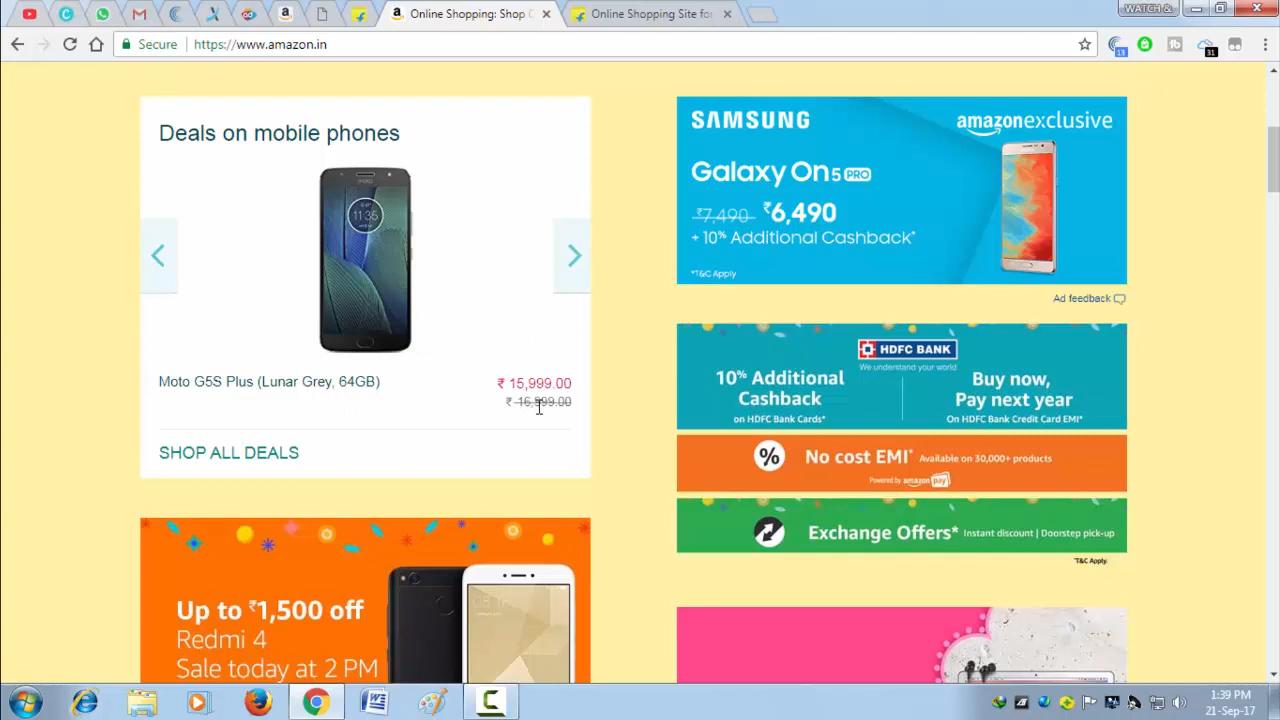 Online Shopping: Shop O
Online Shopping Site for
WATCH &
Secure
https://www.amazon.in
13
31
Deals on mobile phones
11:35
Moto G5S Plus (Lunar Grey, 64GB)
₹ 15,999.00
₹ 16,999.00
SHOP ALL DEALS
SAMSUNG
amazonexclusive
Galaxy On5 PRO
₹7,490 ₹6,490
+ 10% Additional Cashback*
*T&C Apply
Ad feedback
HDFC BANK
We understand your world
10% Additional
Cashback
on HDFC Bank Cards*
Buy now,
Pay next year
On HDFC Bank Credit Card EMI*
% No cost EMI* Available on 30,000+ products
Powered by amazon pay
Exchange Offers* Instant discount | Doorstep pick-up
*T&C Apply.
Up to ₹1,500 off
Redmi 4
Sale today at 2 PM
1:39 PM
21-Sep-17